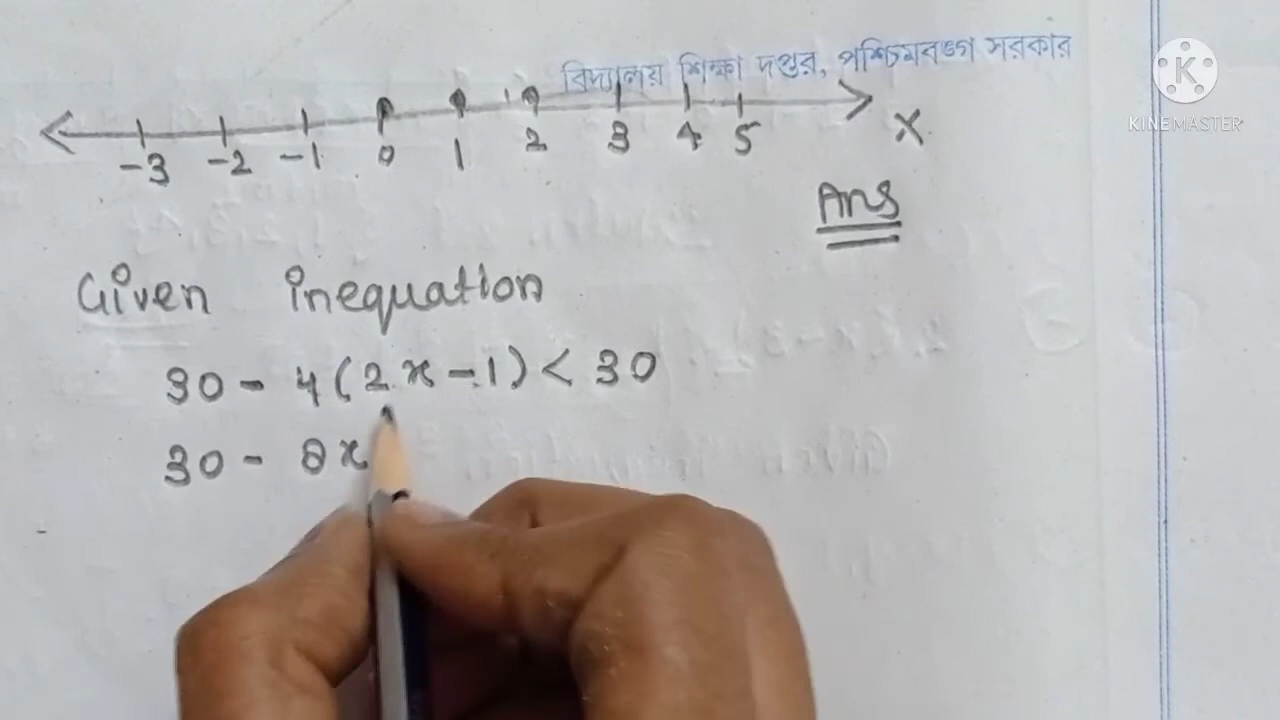 বিদ্যালয় শিক্ষা দপ্তর, পশ্চিমবঙ্গ সরকার
K
KINEMASTER
-3 -2 -1 0 1 2 3 4 5 x
Ans
Given inequation
30 - 4(2x-1) < 30
30 - 8x